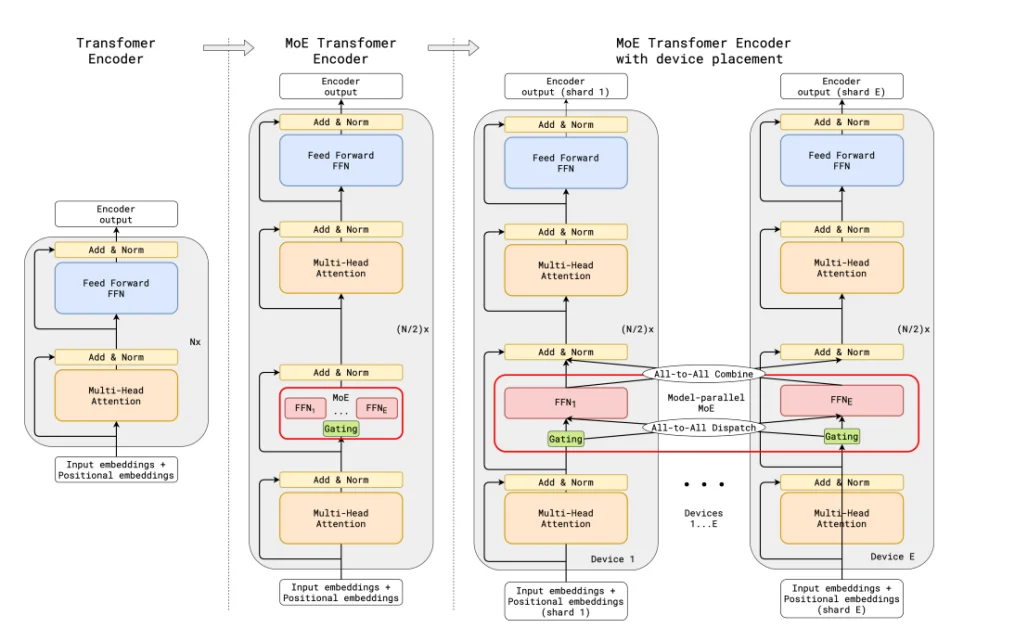 Transfomer
Encoder
Encoder
output
Add & Norm
Feed Forward
FFN
Nx
Add & Norm
Multi-Head
Attention
Input embeddings +
Positional embeddings
MoE Transfomer
Encoder
Encoder
output
Add & Norm
Feed Forward
FFN
Add & Norm
Multi-Head
Attention
(N/2)x
Add & Norm
MoE
FFN₁ ... FFNE
Gating
Add & Norm
Multi-Head
Attention
Input embeddings +
Positional embeddings
MoE Transfomer Encoder
with device placement
Encoder
output (shard 1)
Add & Norm
Feed Forward
FFN
Add & Norm
Multi-Head
Attention
(N/2)x
Add & Norm
FFN₁
Gating
Add & Norm
Multi-Head
Attention
Device 1
Input embeddings +
Positional embeddings
(shard 1)
All-to-All Combine
Model-parallel
MoE
All-to-All Dispatch
• • •
Devices
1...E
Encoder
output (shard E)
Add & Norm
Feed Forward
FFN
Add & Norm
Multi-Head
Attention
(N/2)x
Add & Norm
FFNE
Gating
Add & Norm
Multi-Head
Attention
Device E
Input embeddings +
Positional embeddings
(shard E)